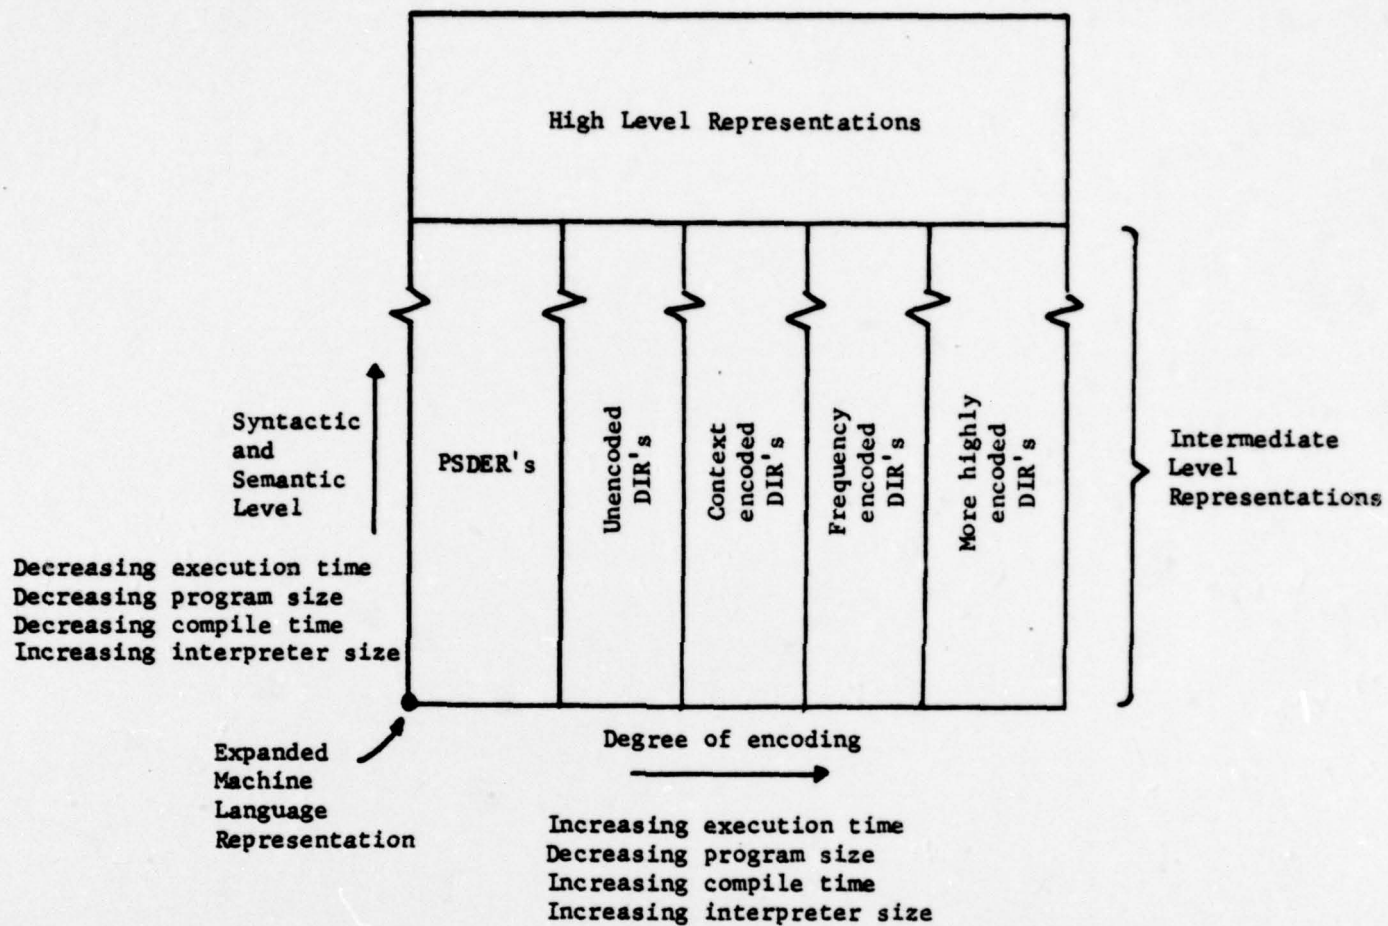 High Level Representations
Syntactic
and
Semantic
Level
PSDER's
Unencoded
DIR's
Context
encoded
DIR's
Frequency
encoded
DIR's
More highly
encoded
DIR's
Intermediate
Level
Representations
Decreasing execution time
Decreasing program size
Decreasing compile time
Increasing interpreter size
Expanded
Machine
Language
Representation
Degree of encoding
Increasing execution time
Decreasing program size
Increasing compile time
Increasing interpreter size